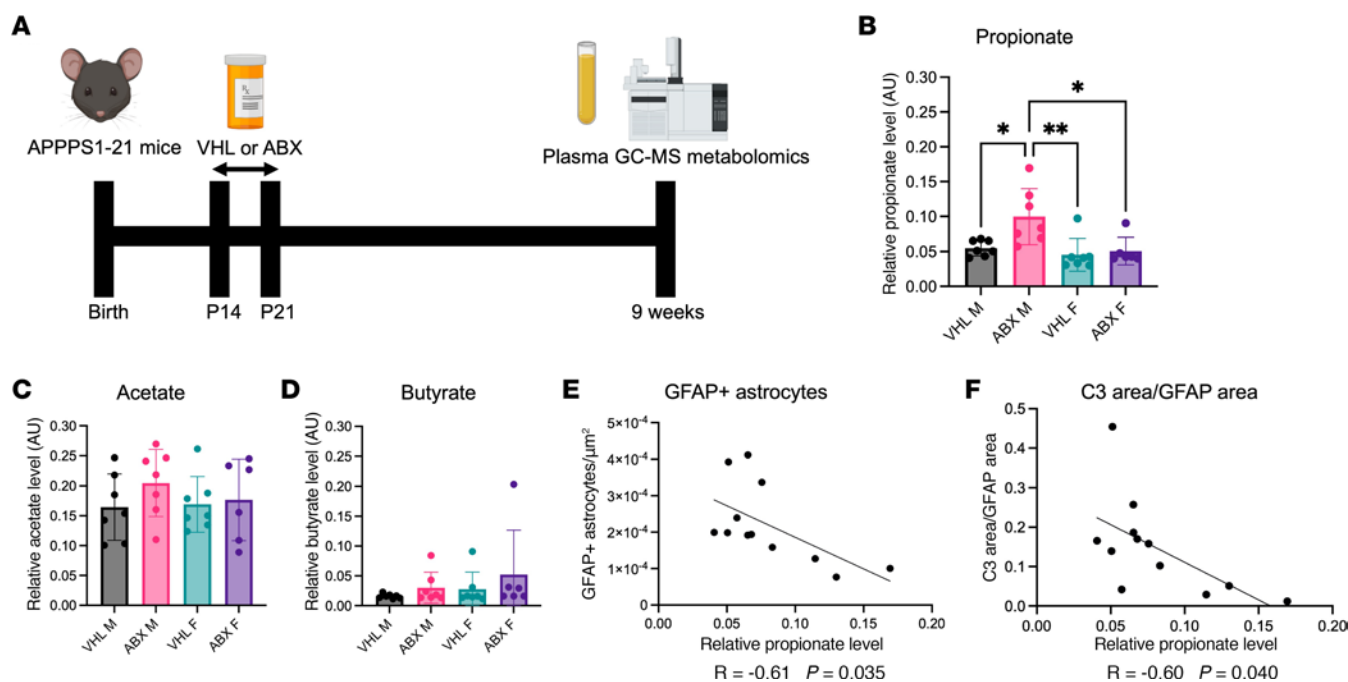 A
Rx
APPPS1-21 mice
VHL or ABX
Plasma GC-MS metabolomics
Birth
P14
P21
9 weeks
B
Propionate
Relative propionate level (AU)
0.30
0.25
0.20
0.15
0.10
0.05
0.00
*
*
**
VHL M
ABX M
VHL F
ABX F
C
Acetate
Relative acetate level (AU)
0.30
0.25
0.20
0.15
0.10
0.05
0.00
VHL M
ABX M
VHL F
ABX F
D
Butyrate
Relative butyrate level (AU)
0.30
0.25
0.20
0.15
0.10
0.05
0.00
VHL M
ABX M
VHL F
ABX F
E
GFAP+ astrocytes
GFAP+ astrocytes/µm²
5×10⁻⁴
4×10⁻⁴
3×10⁻⁴
2×10⁻⁴
1×10⁻⁴
0
0.00 0.05 0.10 0.15 0.20
Relative propionate level
R = -0.61 P = 0.035
F
C3 area/GFAP area
C3 area/GFAP area
0.5
0.4
0.3
0.2
0.1
0.0
0.00 0.05 0.10 0.15 0.20
Relative propionate level
R = -0.60 P = 0.040